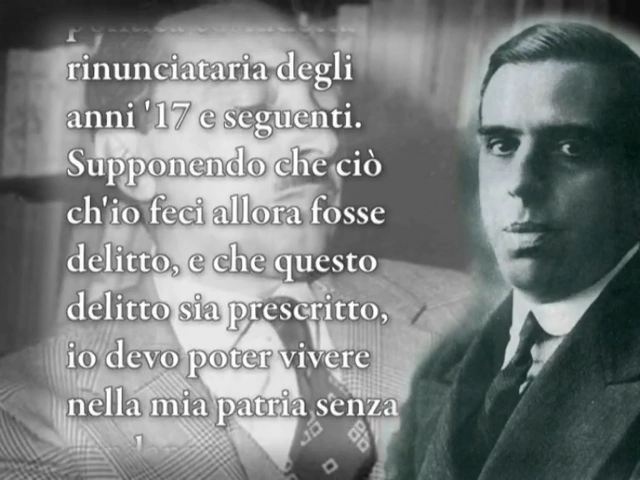 rinunciataria degli
anni '17 e seguenti.
Supponendo che ciò
ch'io feci allora fosse
delitto, e che questo
delitto sia prescritto,
io devo poter vivere
nella mia patria senza